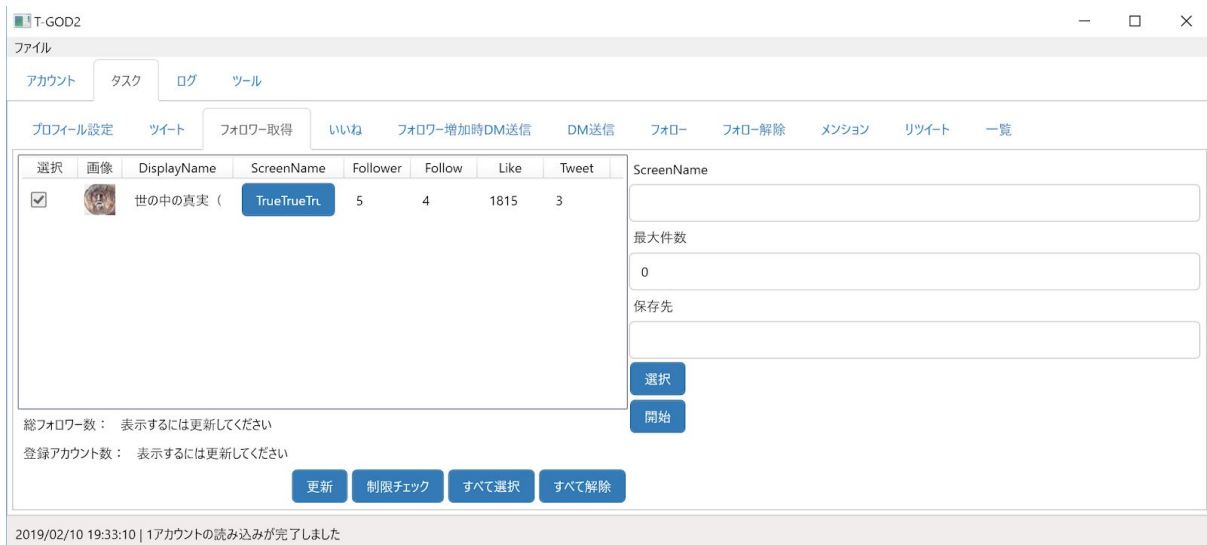 T-GOD2
ファイル
アカウント タスク ログ ツール
プロフィール設定 ツイート フォロワー取得 いいね フォロワー増加時DM送信 DM送信 フォロー フォロー解除 メンション リツイート 一覧
選択 画像 DisplayName ScreenName Follower Follow Like Tweet
世の中の真実( TrueTrueTru 5 4 1815 3
ScreenName
最大件数
0
保存先
選択
開始
総フォロワー数: 表示するには更新してください
登録アカウント数: 表示するには更新してください
更新 制限チェック すべて選択 すべて解除
2019/02/10 19:33:10 | 1アカウントの読み込みが完了しました